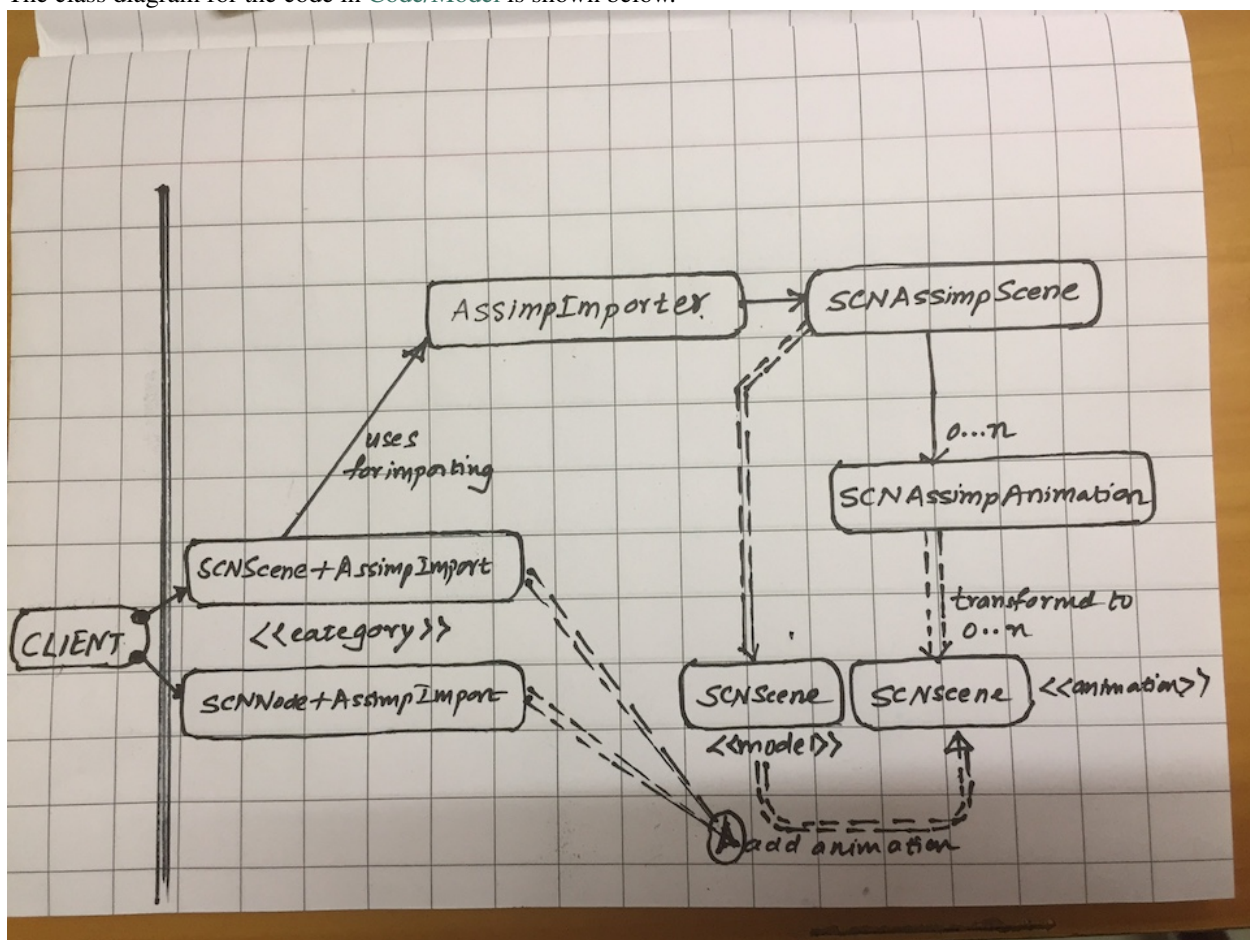 The class diagram for the code in Code/Model is shown below.
AssimpImporter
SCNAssimpScene
uses
for importing
0...n
SCNAssimpAnimation
SCNScene+AssimpImport
transformed to
0...n
CLIENT
<<category>>
SCNNode+AssimpImport
SCNScene
SCNScene
<<animation>>
<<model>>
A
add animation